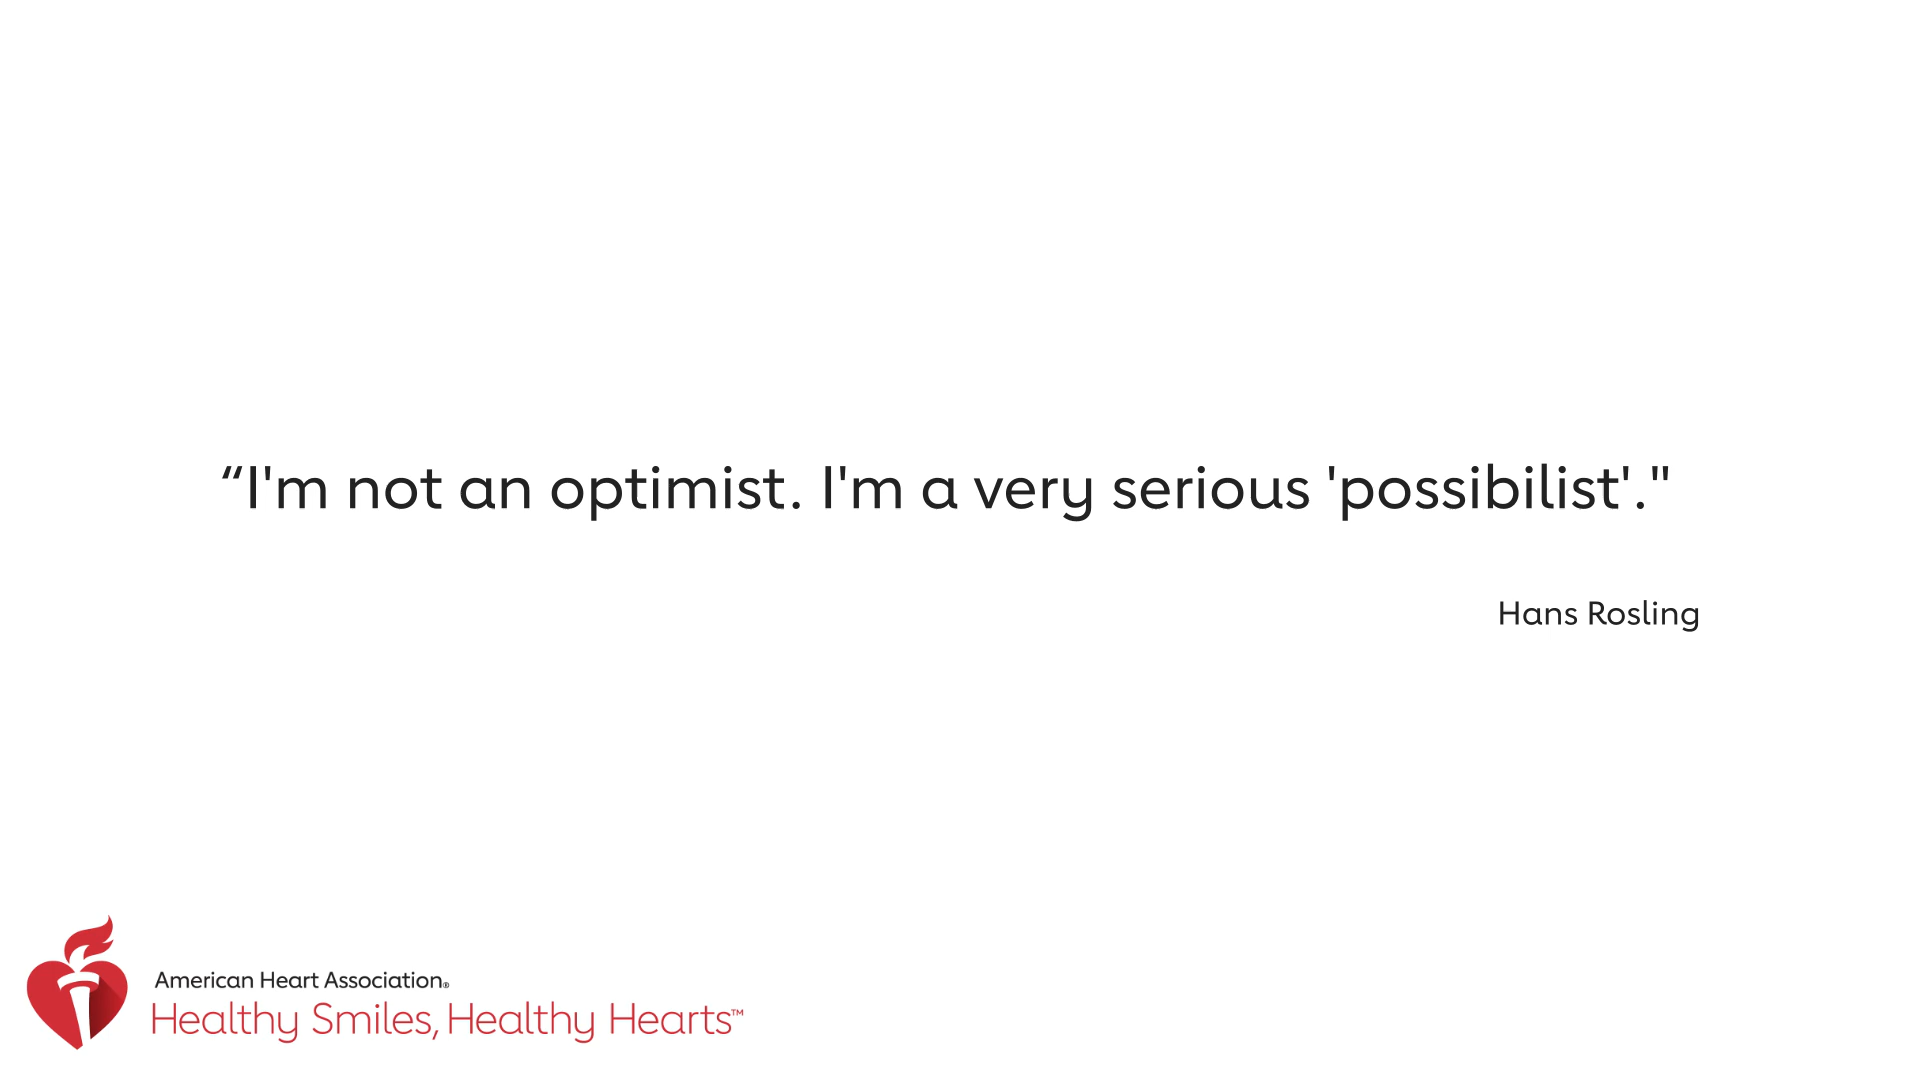 “I'm not an optimist. I'm a very serious 'possibilist'."
Hans Rosling
American Heart Association®
Healthy Smiles, Healthy Hearts™